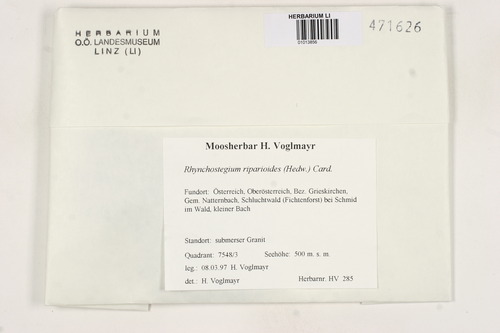 HERBARIUM
O.Ö. LANDESMUSEUM
LINZ (LI)
HERBARIUM LI
01013856
471626
Moosherbar H. Voglmayr
Rhynchostegium riparioides (Hedw.) Card.
Fundort: Österreich, Oberösterreich, Bez. Grieskirchen,
Gem. Natternbach, Schluchtwald (Fichtenforst) bei Schmid
im Wald, kleiner Bach
Standort: submerser Granit
Quadrant: 7548/3 Seehöhe: 500 m. s. m.
leg.: 08.03.97 H. Voglmayr
det.: H. Voglmayr Herbarnr. HV 285